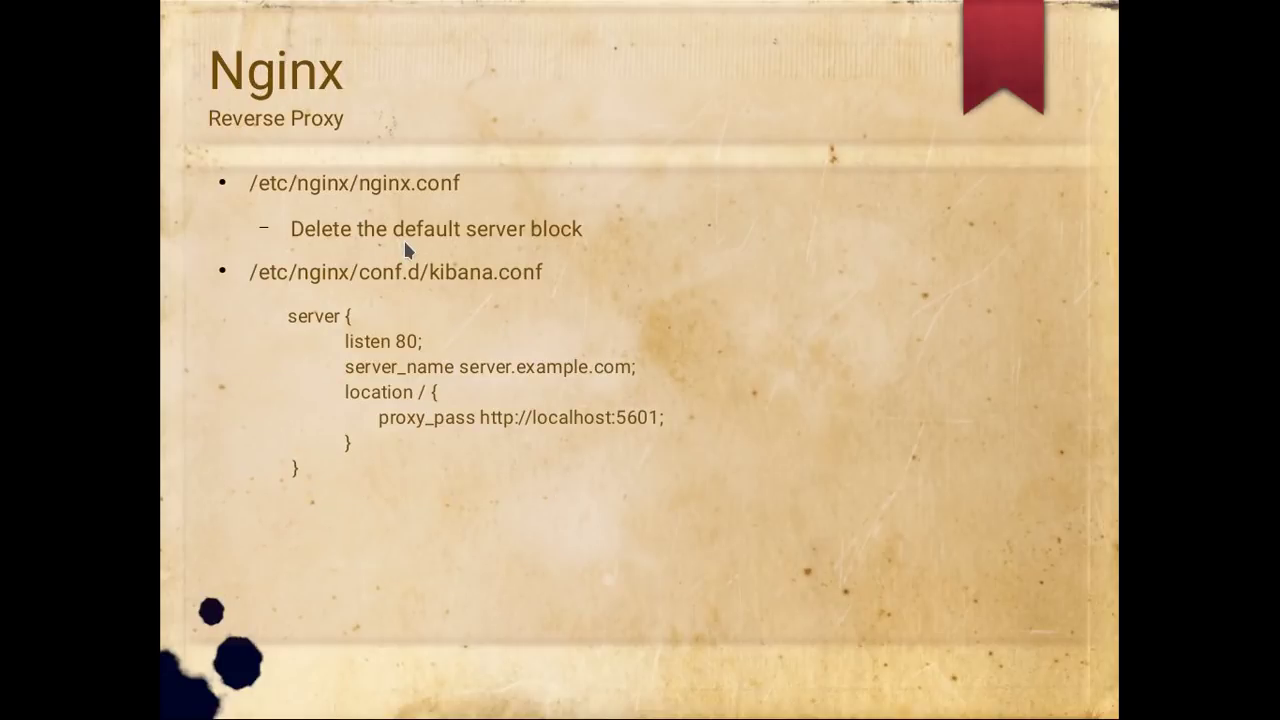 Nginx
Reverse Proxy
• /etc/nginx/nginx.conf
– Delete the default server block
• /etc/nginx/conf.d/kibana.conf
server {
listen 80;
server_name server.example.com;
location / {
proxy_pass http://localhost:5601;
}
}